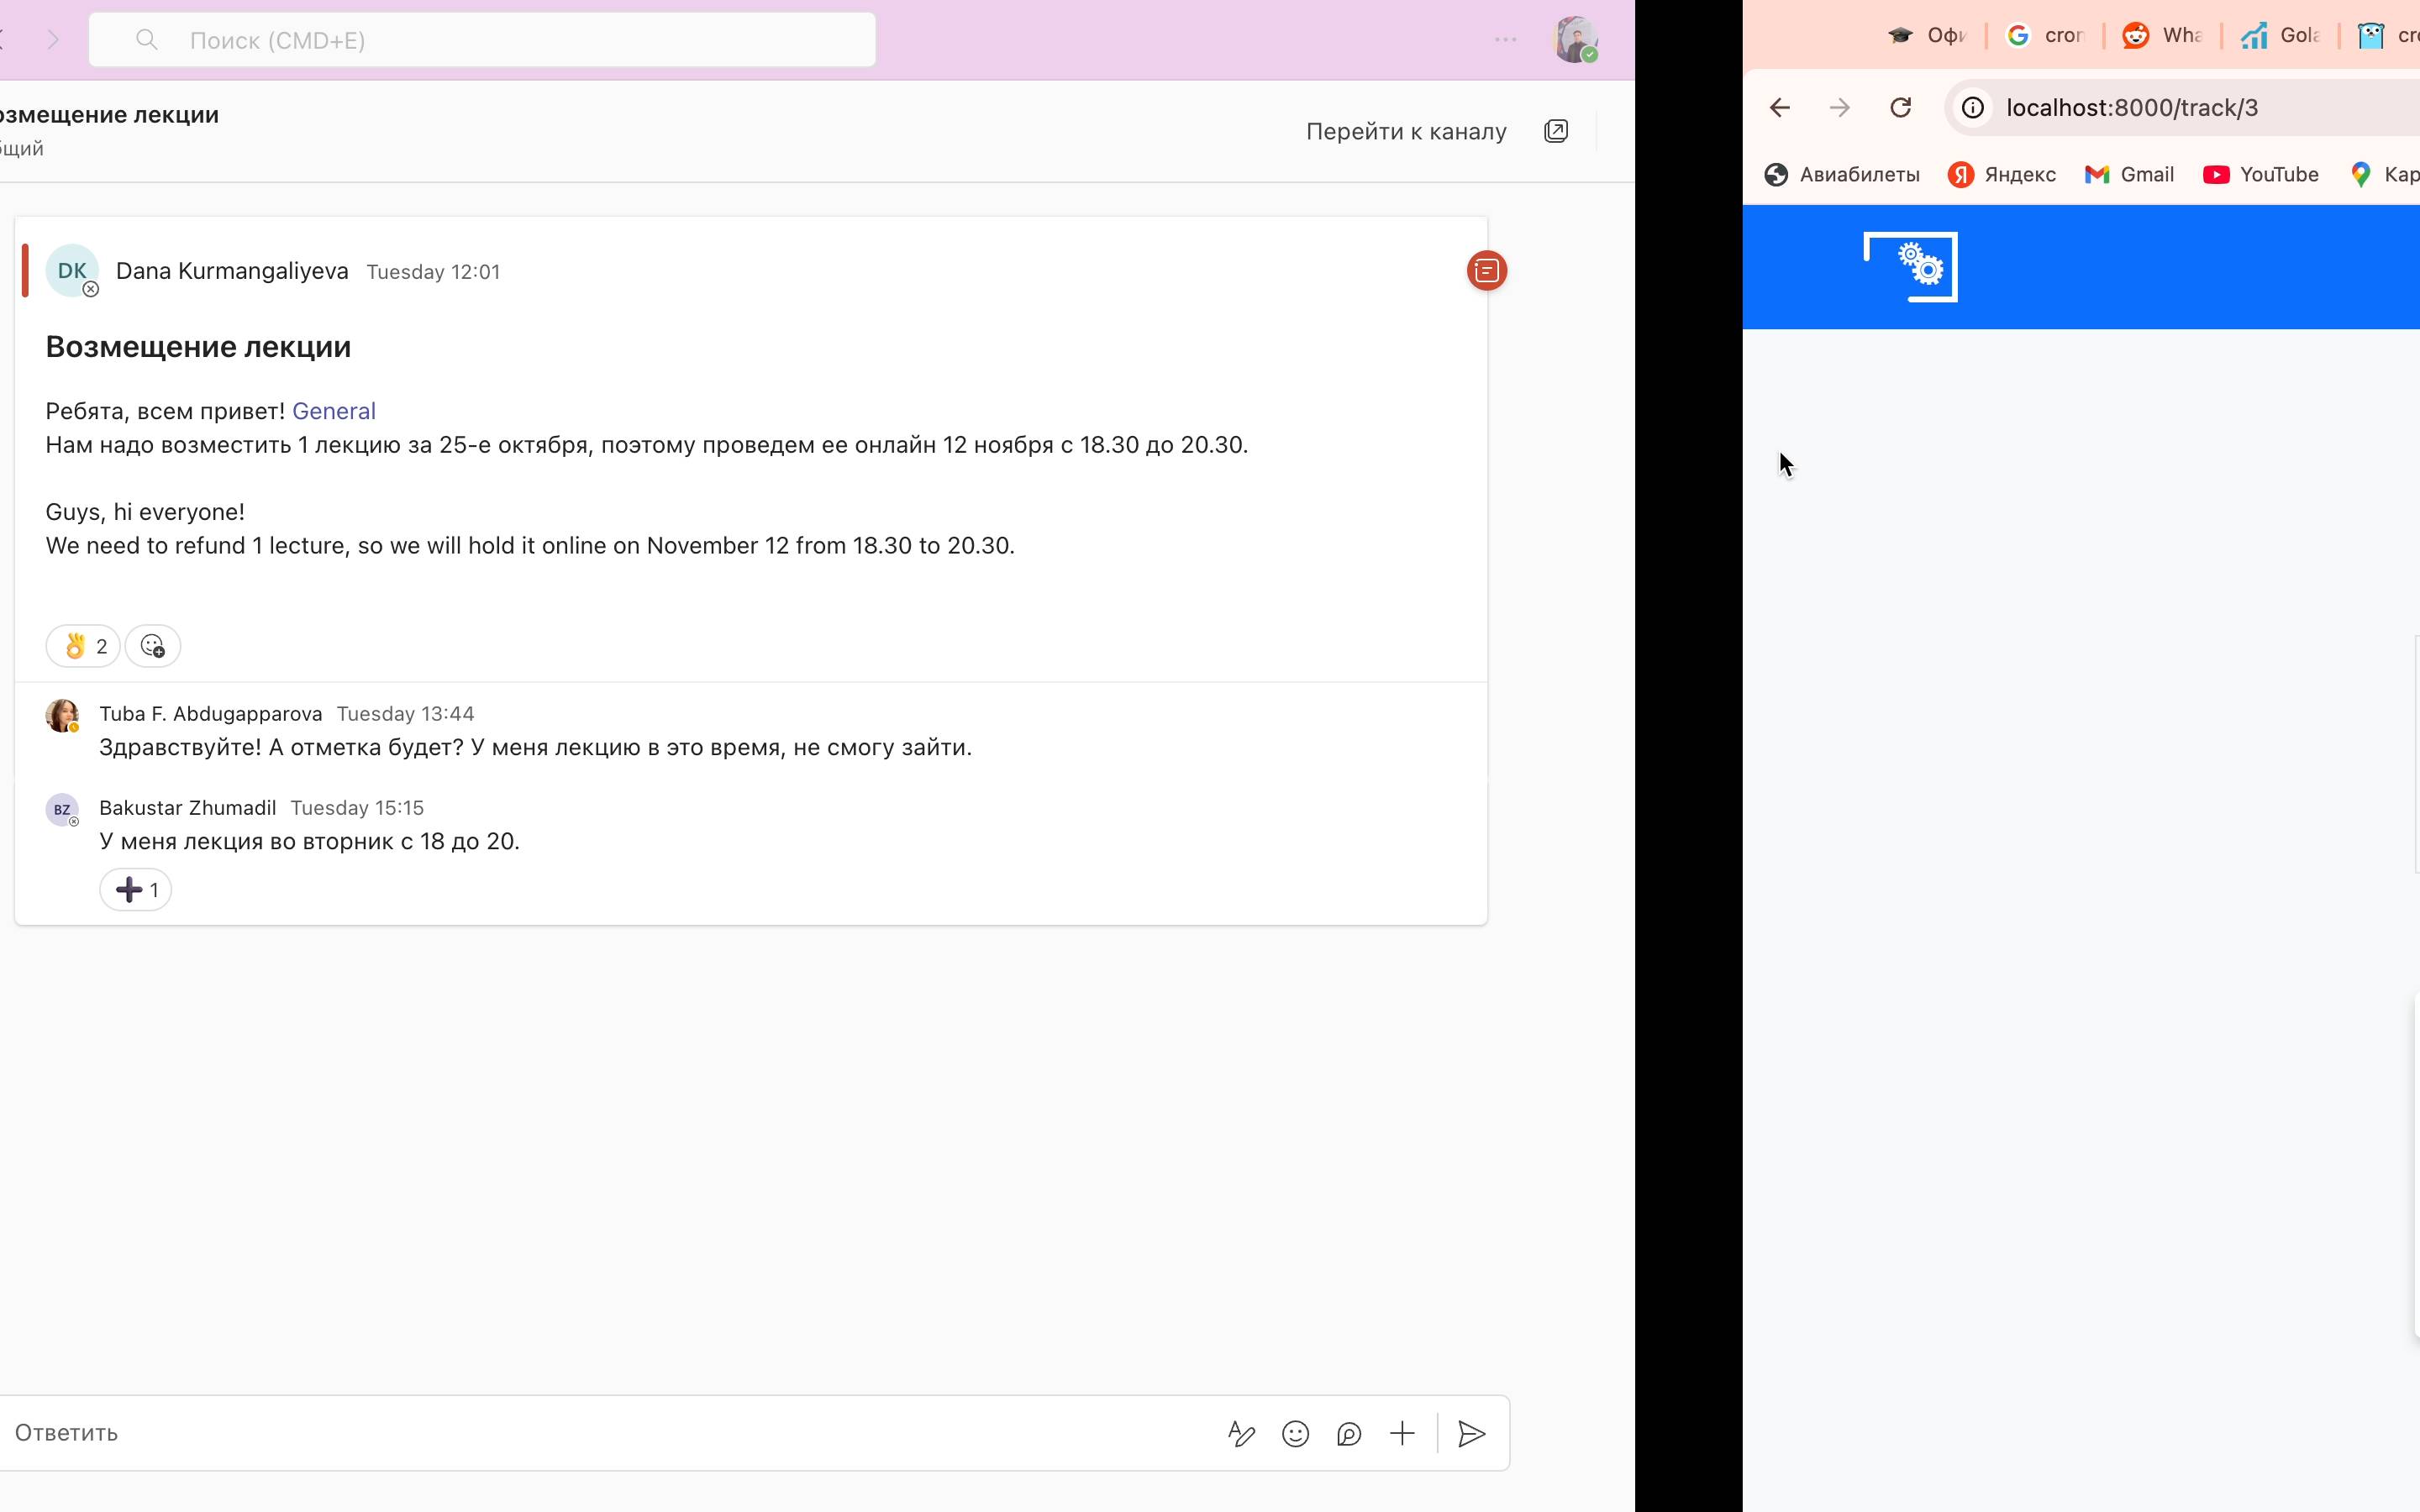 Поиск (CMD+E)
озмещение лекции
бщий
Перейти к каналу
DK
Dana Kurmangaliyeva Tuesday 12:01
Возмещение лекции
Ребята, всем привет! General
Нам надо возместить 1 лекцию за 25-е октября, поэтому проведем ее онлайн 12 ноября с 18.30 до 20.30.
Guys, hi everyone!
We need to refund 1 lecture, so we will hold it online on November 12 from 18.30 to 20.30.
2
Tuba F. Abdugapparova Tuesday 13:44
Здравствуйте! А отметка будет? У меня лекцию в это время, не смогу зайти.
BZ
Bakustar Zhumadil Tuesday 15:15
У меня лекция во вторник с 18 до 20.
1
Ответить
Офи cron Wha Gola cr
localhost:8000/track/3
Авиабилеты Яндекс Gmail YouTube Кар